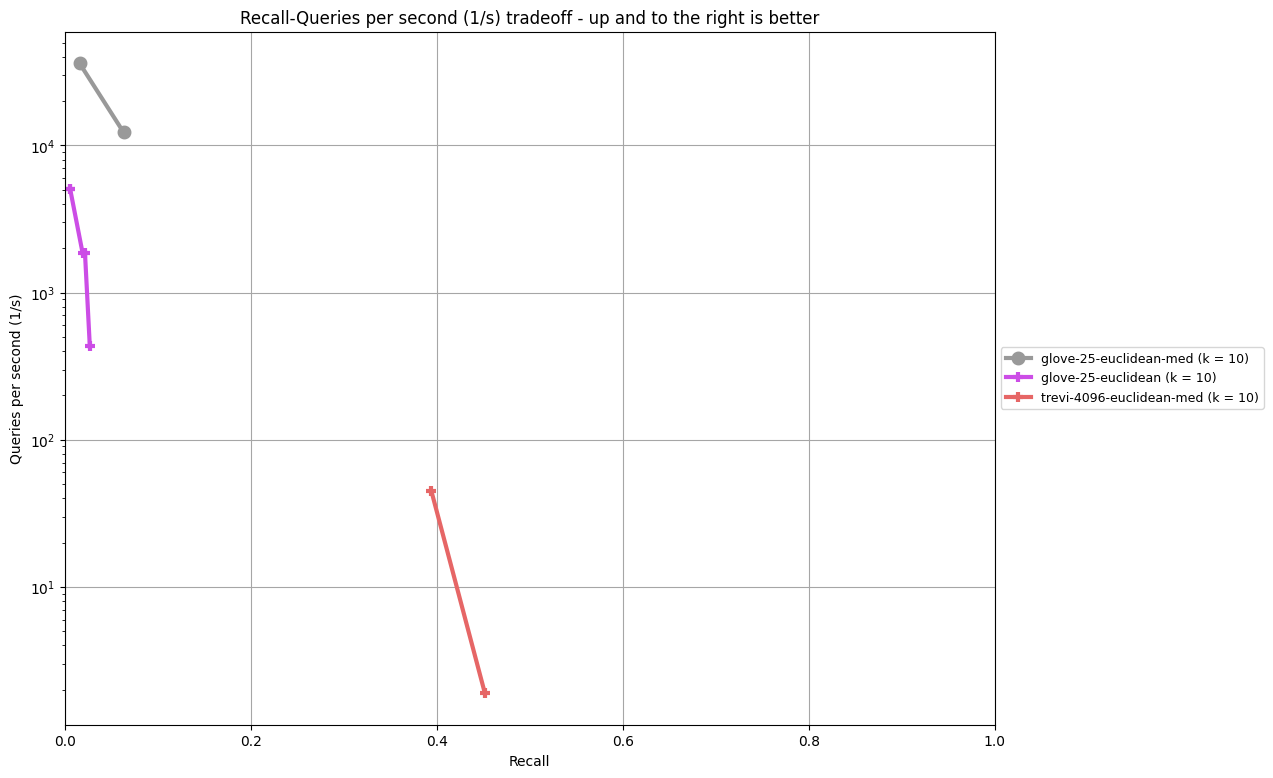 Recall-Queries per second (1/s) tradeoff - up and to the right is better
Queries per second (1/s)
10^4
10^3
10^2
10^1
0.0 0.2 0.4 0.6 0.8 1.0
Recall
glove-25-euclidean-med (k = 10)
glove-25-euclidean (k = 10)
trevi-4096-euclidean-med (k = 10)